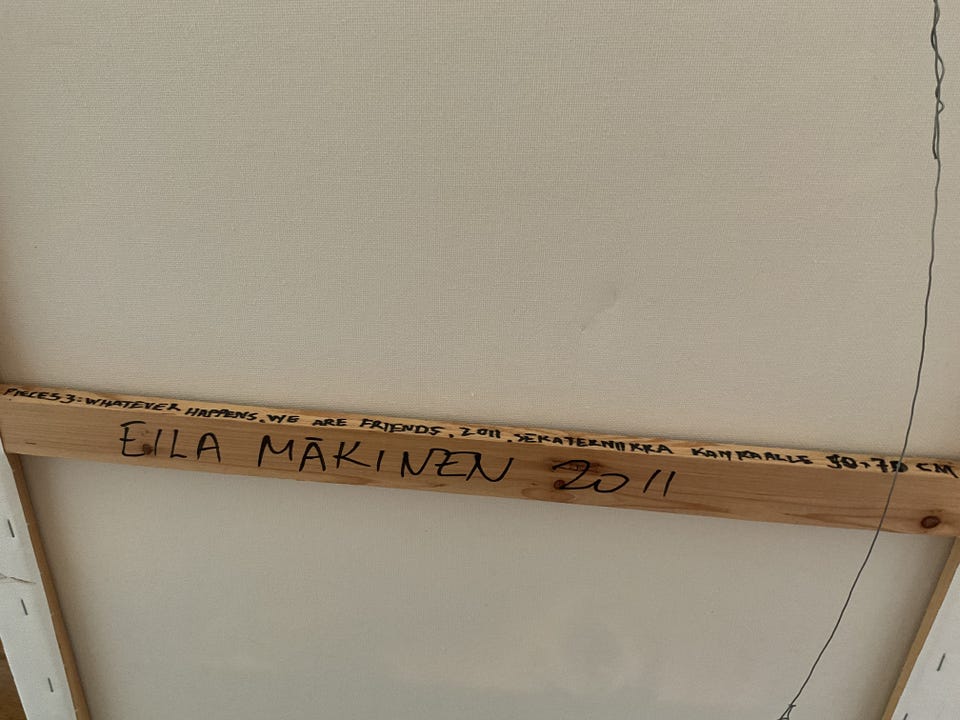 PIECES 3: WHATEVER HAPPENS, WE ARE FRIENDS, 2011, SEKATEKNIIKKA KANKAALLE 50x70 CM
EILA MÄKINEN 2011